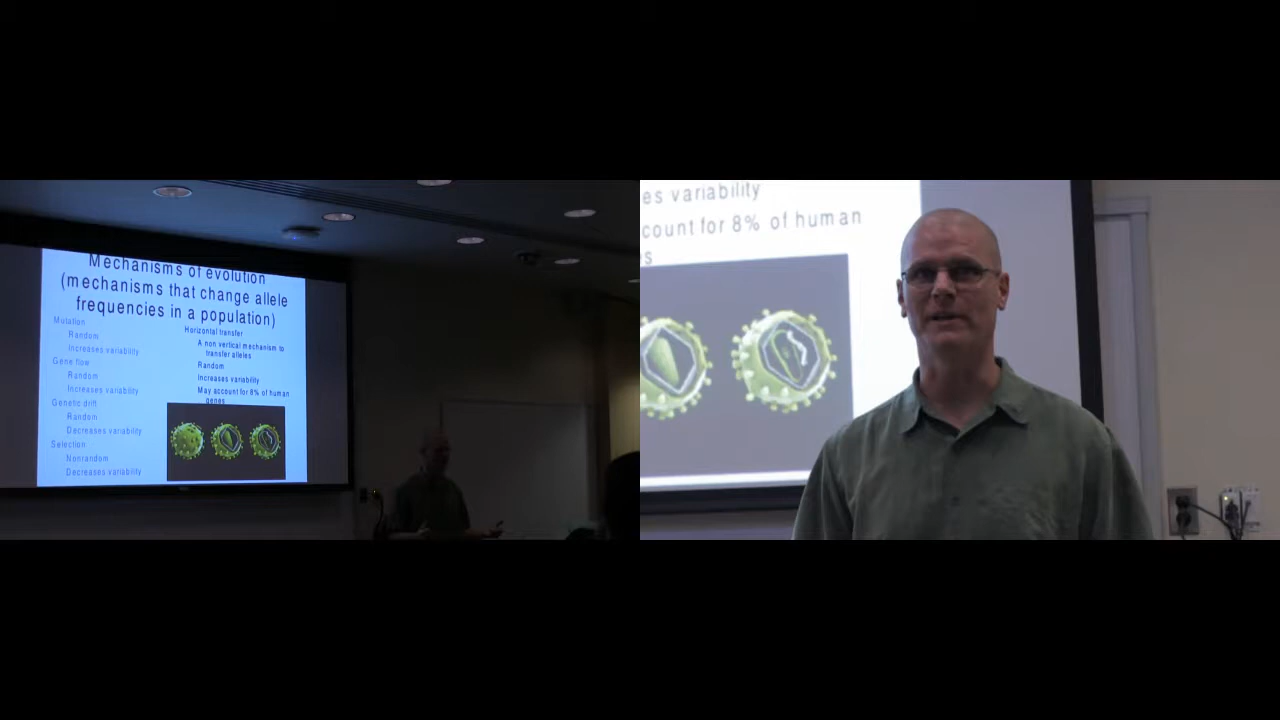 Mechanisms of evolution
(mechanisms that change allele
frequencies in a population)
Mutation
Random
Increases variability
Gene flow
Random
Increases variability
Genetic drift
Random
Decreases variability
Selection
Nonrandom
Decreases variability
Horizontal transfer
A non vertical mechanism to
transfer alleles
Random
Increases variability
May account for 8% of human
genes
es variability
count for 8% of human
s